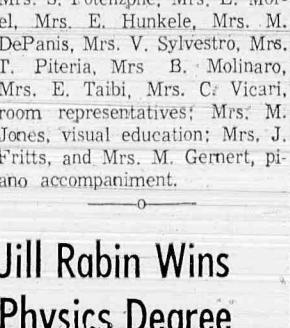 el, Mrs. E. Hunkele, Mrs. M.
DePanis, Mrs. V. Sylvestro, Mrs.
T. Piteria, Mrs B. Molinaro,
Mrs. E. Taibi, Mrs. C. Vicari,
room representatives; Mrs. M.
Jones, visual education; Mrs. J.
Fritts, and Mrs. M. Gernert, pi-
ano accompaniment.
Jill Rabin Wins
Physics Degree